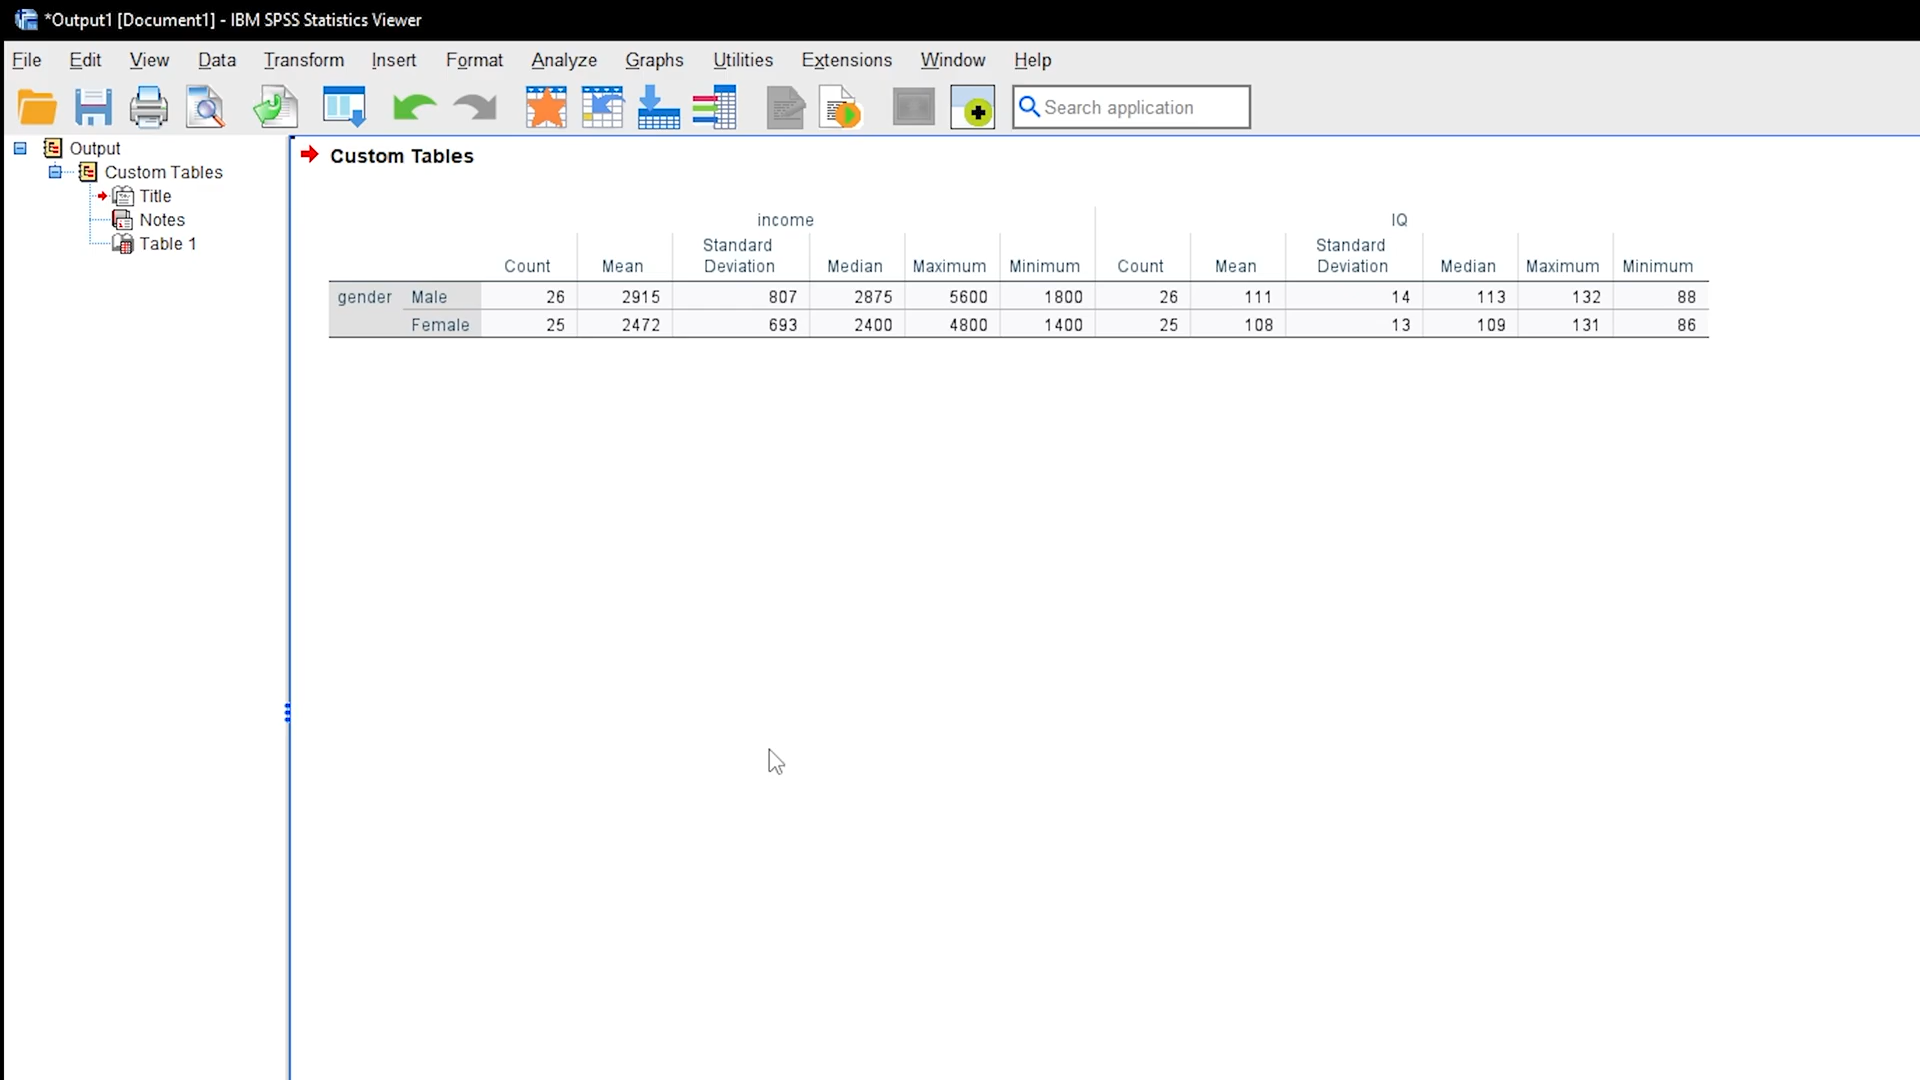 *Output1 [Document1] - IBM SPSS Statistics Viewer
File Edit View Data Transform Insert Format Analyze Graphs Utilities Extensions Window Help
Search application
Output
Custom Tables
Title
Notes
Table 1
Custom Tables
income IQ
Count Mean Standard Deviation Median Maximum Minimum Count Mean Standard Deviation Median Maximum Minimum
gender Male 26 2915 807 2875 5600 1800 26 111 14 113 132 88
Female 25 2472 693 2400 4800 1400 25 108 13 109 131 86